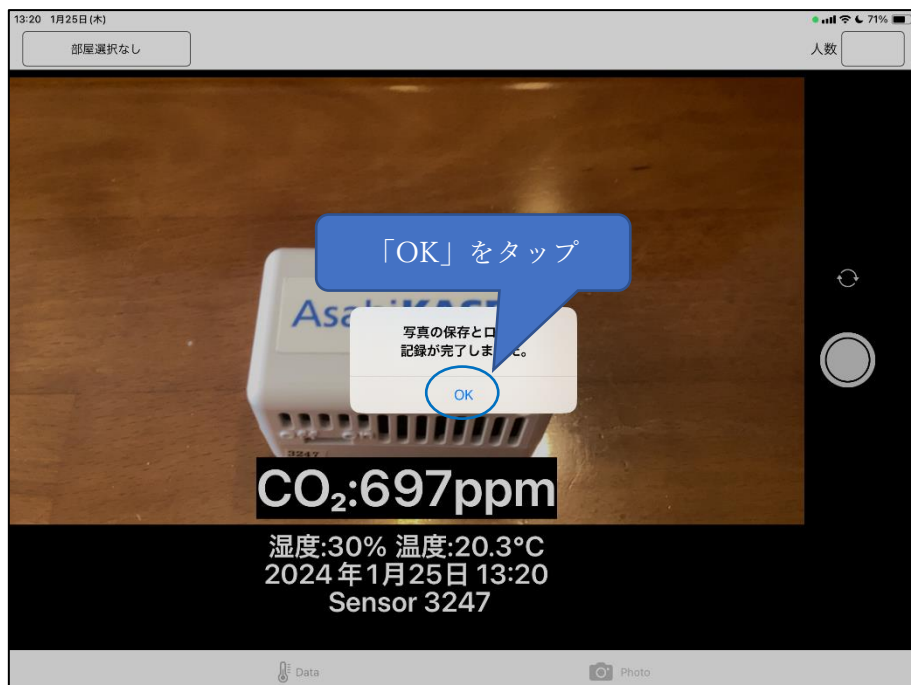 13:20 1月25日(木)
71%
部屋選択なし
人数
「OK」をタップ
Asahi
写真の保存とロ
記録が完了しました。
OK
3247
CO₂:697ppm
湿度:30% 温度:20.3°C
2024年1月25日 13:20
Sensor 3247
Data
Photo